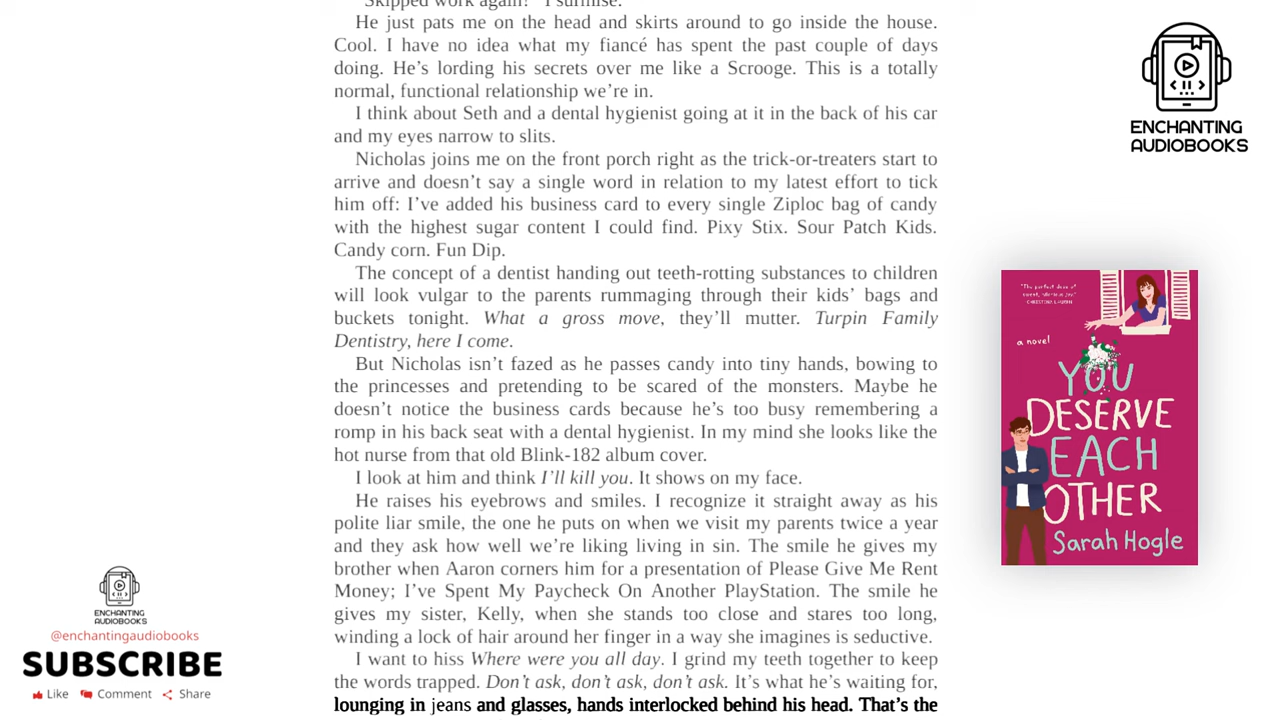 "Skipped work again?" I surmise.
He just pats me on the head and skirts around to go inside the house.
Cool. I have no idea what my fiancé has spent the past couple of days
doing. He's lording his secrets over me like a Scrooge. This is a totally
normal, functional relationship we're in.
I think about Seth and a dental hygienist going at it in the back of his car
and my eyes narrow to slits.
Nicholas joins me on the front porch right as the trick-or-treaters start to
arrive and doesn't say a single word in relation to my latest effort to tick
him off: I've added his business card to every single Ziploc bag of candy
with the highest sugar content I could find. Pixy Stix. Sour Patch Kids.
Candy corn. Fun Dip.
The concept of a dentist handing out teeth-rotting substances to children
will look vulgar to the parents rummaging through their kids' bags and
buckets tonight. What a gross move, they'll mutter. Turpin Family
Dentistry, here I come.
But Nicholas isn't fazed as he passes candy into tiny hands, bowing to
the princesses and pretending to be scared of the monsters. Maybe he
doesn't notice the business cards because he's too busy remembering a
romp in his back seat with a dental hygienist. In my mind she looks like the
hot nurse from that old Blink-182 album cover.
I look at him and think I'll kill you. It shows on my face.
He raises his eyebrows and smiles. I recognize it straight away as his
polite liar smile, the one he puts on when we visit my parents twice a year
and they ask how well we're liking living in sin. The smile he gives my
brother when Aaron corners him for a presentation of Please Give Me Rent
Money; I've Spent My Paycheck On Another PlayStation. The smile he
gives my sister, Kelly, when she stands too close and stares too long,
winding a lock of hair around her finger in a way she imagines is seductive.
I want to hiss Where were you all day. I grind my teeth together to keep
the words trapped. Don't ask, don't ask, don't ask. It's what he's waiting for,
lounging in jeans and glasses, hands interlocked behind his head. That's the
ENCHANTING
AUDIOBOOKS
a novel
YOU
DESERVE
EACH
OTHER
Sarah Hogle
ENCHANTING
AUDIOBOOKS
@enchantingaudiobooks
SUBSCRIBE
Like Comment Share